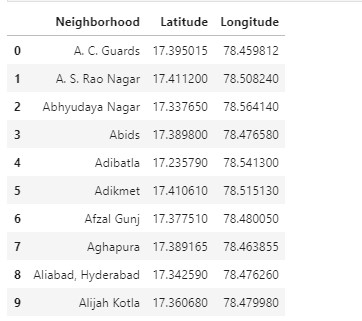 Neighborhood Latitude Longitude
0 A. C. Guards 17.395015 78.459812
1 A. S. Rao Nagar 17.411200 78.508240
2 Abhyudaya Nagar 17.337650 78.564140
3 Abids 17.389800 78.476580
4 Adibatla 17.235790 78.541300
5 Adikmet 17.410610 78.515130
6 Afzal Gunj 17.377510 78.480050
7 Aghapura 17.389165 78.463855
8 Aliabad, Hyderabad 17.342590 78.476260
9 Alijah Kotla 17.360680 78.479980